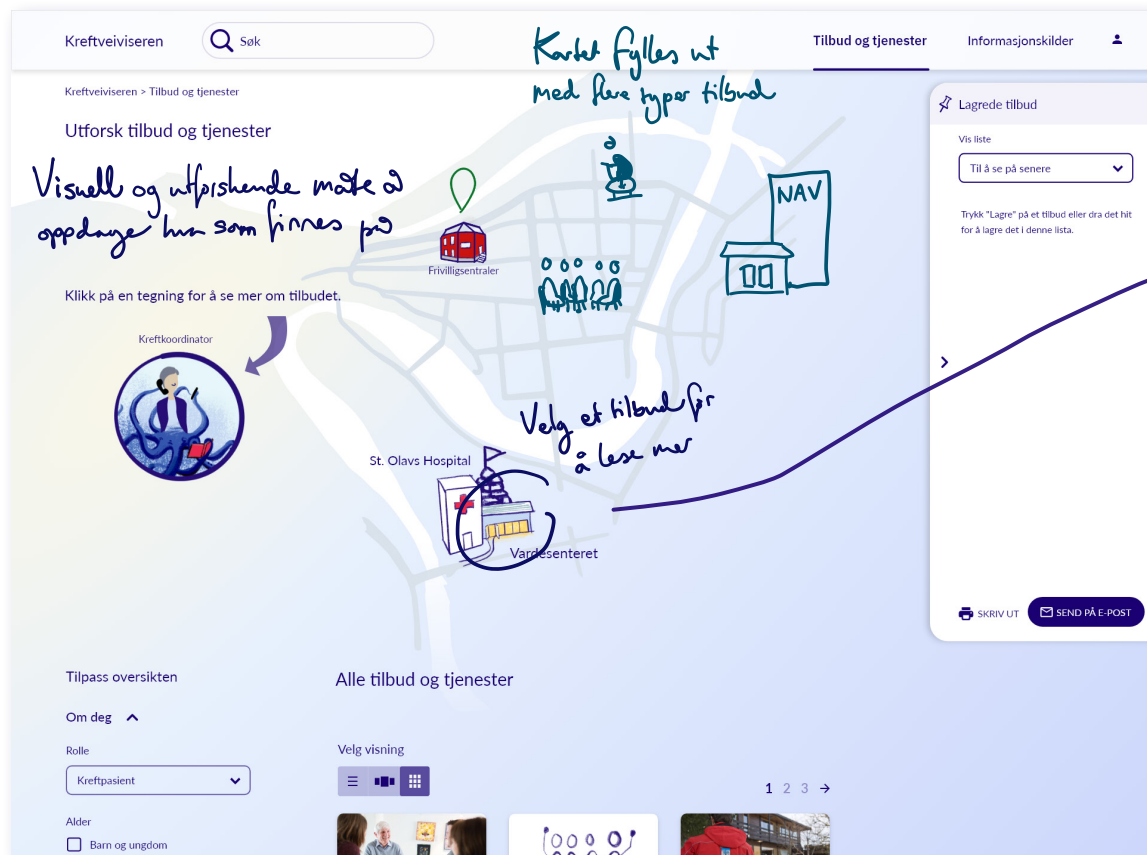 Kreftveiviseren
Søk
Tilbud og tjenester
Informasjonskilder
Kartet fylles ut
med flere typer tilbud
Kreftveiviseren > Tilbud og tjenester
Utforsk tilbud og tjenester
Visuell og utforskende måte å
oppdage hva som finnes på
NAV
Frivilligsentraler
Klikk på en tegning for å se mer om tilbudet.
Kreftkoordinator
Velg et tilbud for
å lese mer
St. Olavs Hospital
Vardesenteret
Lagrede tilbud
Vis liste
Til å se på senere
Trykk "Lagre" på et tilbud eller dra det hit
for å lagre det i denne lista.
SKRIV UT
SEND PÅ E-POST
Tilpass oversikten
Om deg
Rolle
Kreftpasient
Alder
Barn og ungdom
Alle tilbud og tjenester
Velg visning
1 2 3